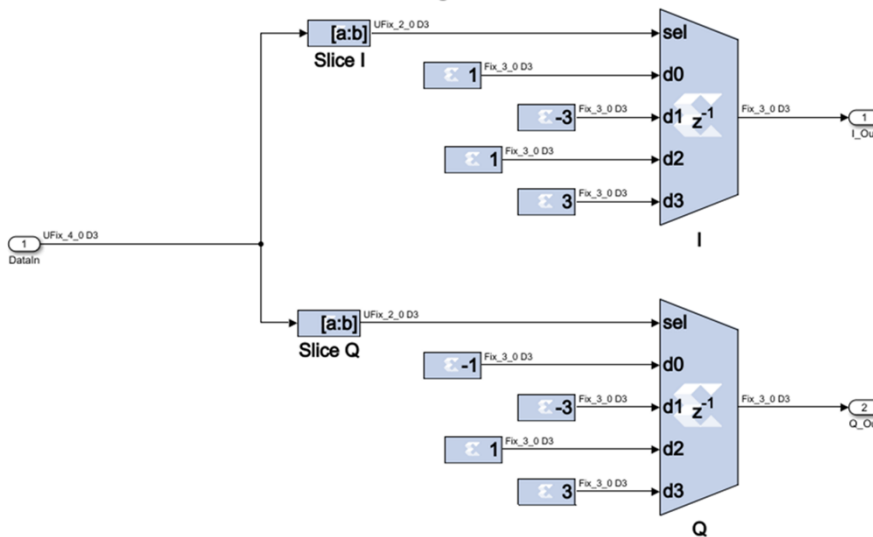 [a:b]
UFix_2_0 D3
Slice I
sel
1
Fix_3_0 D3
d0
-3
Fix_3_0 D3
d1
z-1
1
Fix_3_0 D3
d2
3
Fix_3_0 D3
d3
I
Fix_3_0 D3
1
I_Ou
1
DataIn
UFix_4_0 D3
[a:b]
UFix_2_0 D3
Slice Q
sel
-1
Fix_3_0 D3
d0
-3
Fix_3_0 D3
d1
z-1
1
Fix_3_0 D3
d2
3
Fix_3_0 D3
d3
Q
Fix_3_0 D3
2
Q_Ou